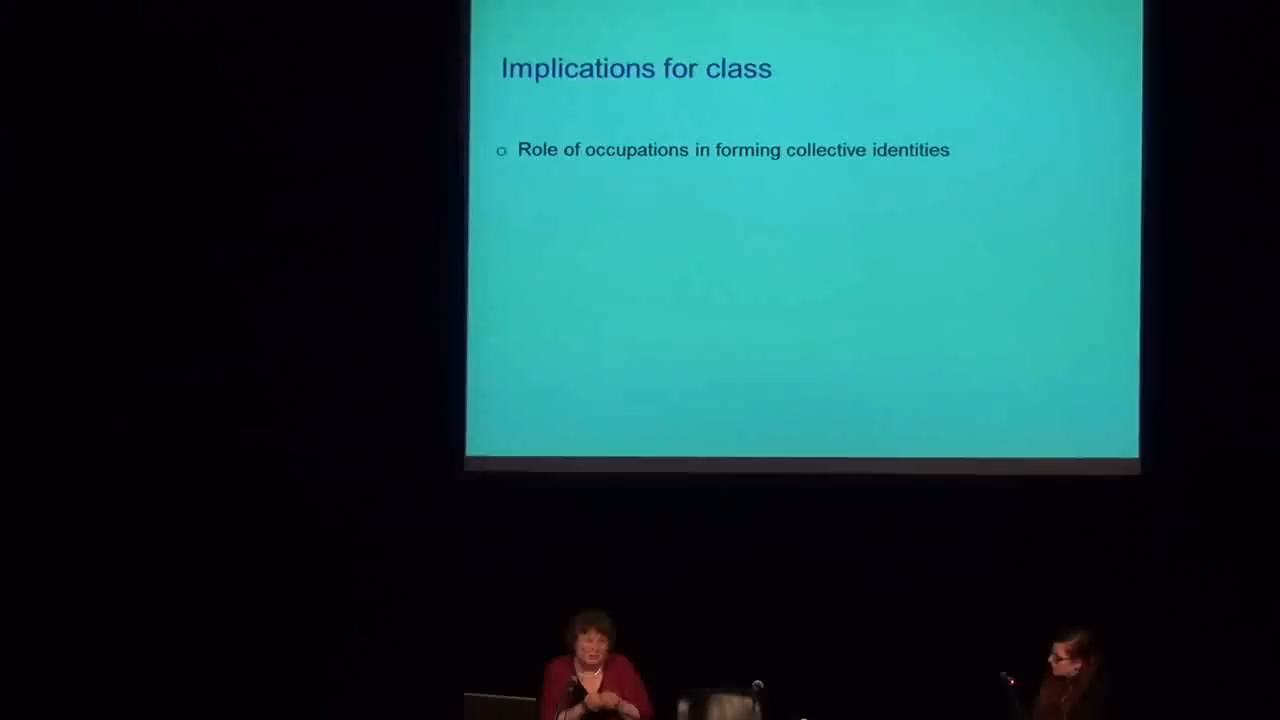 Implications for class
o Role of occupations in forming collective identities